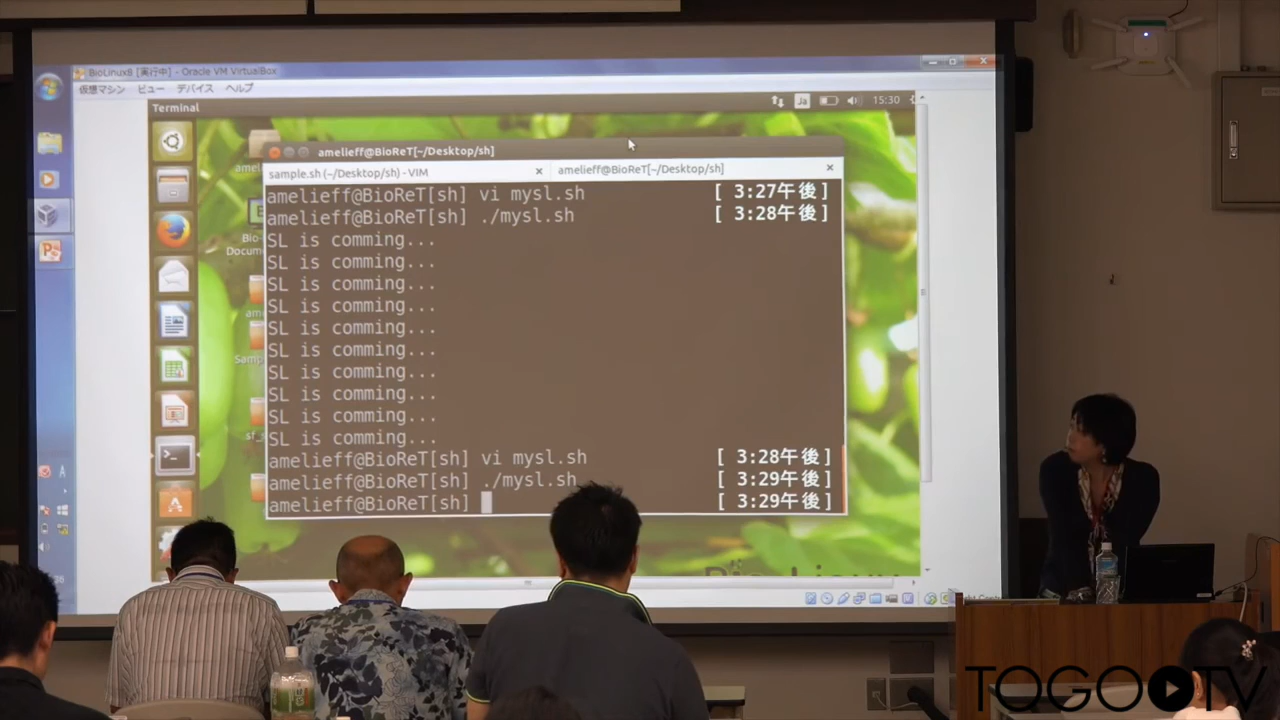 BioLinux8 [実行中] - Oracle VM VirtualBox
仮想マシン ビュー デバイス ヘルプ
Terminal
Ja
15:30
amelieff@BioReT[~/Desktop/sh]
sample.sh (~/Desktop/sh) - VIM
amelieff@BioReT[~/Desktop/sh]
amelieff@BioReT[sh] vi mysl.sh [ 3:27午後]
amelieff@BioReT[sh] ./mysl.sh [ 3:28午後]
SL is comming...
SL is comming...
SL is comming...
SL is comming...
SL is comming...
SL is comming...
SL is comming...
SL is comming...
SL is comming...
SL is comming...
amelieff@BioReT[sh] vi mysl.sh [ 3:28午後]
amelieff@BioReT[sh] ./mysl.sh [ 3:29午後]
amelieff@BioReT[sh] [ 3:29午後]
TOGOTV